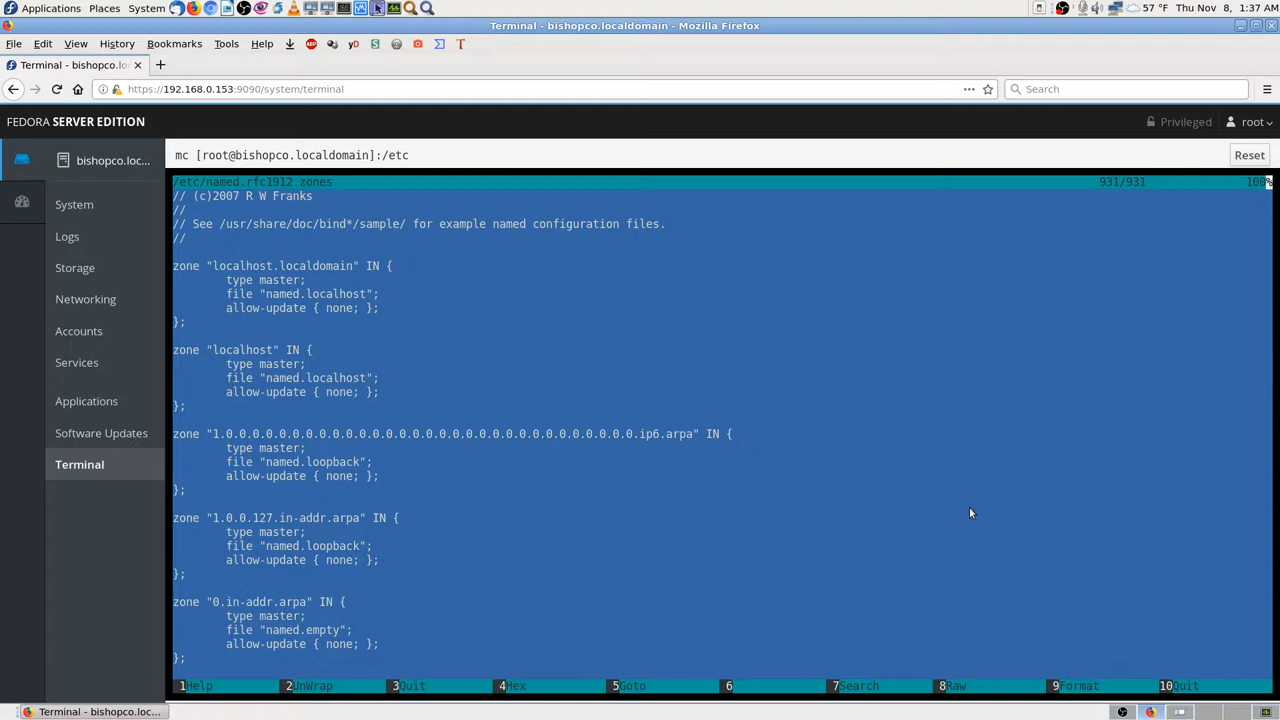 Applications Places System 57 °F Thu Nov 8, 1:37 AM
bishopco.localdomain - Mozilla Firefox
File Edit View History Bookmarks Tools Help
Terminal - bishopco.loc
https://192.168.0.153:9090/system/terminal Search
FEDORA SERVER EDITION Privileged root
bishopco.loc...
mc [root@bishopco.localdomain]:/etc Reset
System
Logs
Storage
Networking
Accounts
Services
Applications
Software Updates
Terminal
/etc/named.rfc1912.zones 931/931 100%
// (c)2007 R W Franks
//
// See /usr/share/doc/bind*/sample/ for example named configuration files.
//
zone "localhost.localdomain" IN {
type master;
file "named.localhost";
allow-update { none; };
};
zone "localhost" IN {
type master;
file "named.localhost";
allow-update { none; };
};
zone "1.0.0.0.0.0.0.0.0.0.0.0.0.0.0.0.0.0.0.0.0.0.0.0.0.0.0.0.0.0.0.0.ip6.arpa" IN {
type master;
file "named.loopback";
allow-update { none; };
};
zone "1.0.0.127.in-addr.arpa" IN {
type master;
file "named.loopback";
allow-update { none; };
};
zone "0.in-addr.arpa" IN {
type master;
file "named.empty";
allow-update { none; };
};
1Help 2UnWrap 3Quit 4Hex 5Goto 6 7Search 8Raw 9Format 10Quit
Terminal - bishopco.loc...